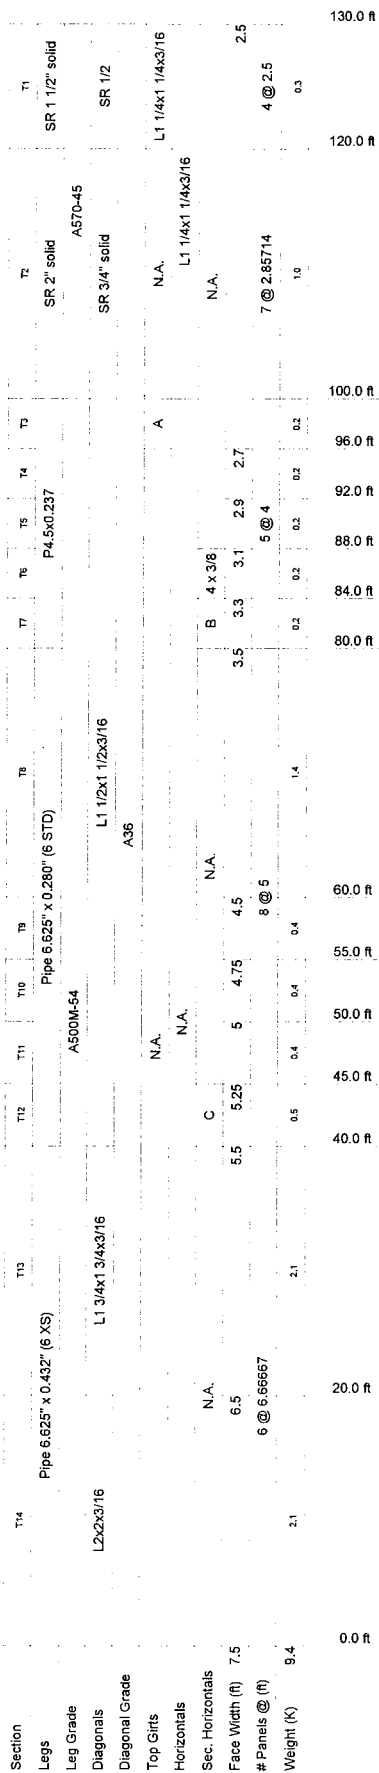 130.0 ft
120.0 ft
100.0 ft
96.0 ft
92.0 ft
88.0 ft
84.0 ft
80.0 ft
60.0 ft
55.0 ft
50.0 ft
45.0 ft
40.0 ft
20.0 ft
0.0 ft
Section T14 T13 T12 T11 T10 T9 T8 T7 T6 T5 T4 T3 T2 T1
Legs Pipe 6.625" x 0.432" (6 XS) Pipe 6.625" x 0.280" (6 STD) P4.5x0.237 SR 2" solid SR 1 1/2" solid
Leg Grade A500M-54 A570-45
Diagonals L2x2x3/16 L1 3/4x1 3/4x3/16 L1 1/2x1 1/2x3/16 SR 3/4" solid SR 1/2
Diagonal Grade A36
Top Girts N.A. A N.A. L1 1/4x1 1/4x3/16
Horizontals N.A. L1 1/4x1 1/4x3/16
Sec. Horizontals N.A. C N.A. B 4 x 3/8 N.A.
Face Width (ft) 7.5 6.5 5.5 5.25 5 4.75 4.5 3.5 3.3 3.1 2.9 2.7 2.5
# Panels @ (ft) 6 @ 6.66667 8 @ 5 5 @ 4 7 @ 2.85714 4 @ 2.5
Weight (K) 9.4 2.1 2.1 0.5 0.4 0.4 0.4 1.4 0.2 0.2 0.2 0.2 0.2 1.0 0.3